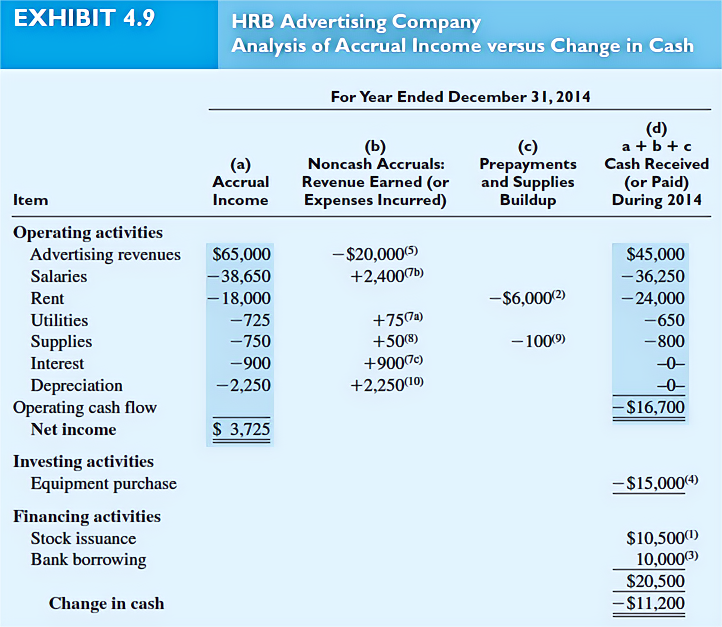 EXHIBIT 4.9
HRB Advertising Company
Analysis of Accrual Income versus Change in Cash
For Year Ended December 31, 2014
(d)
(b) (c) a + b + c
(a) Noncash Accruals: Prepayments Cash Received
Accrual Revenue Earned (or and Supplies (or Paid)
Item Income Expenses Incurred) Buildup During 2014
Operating activities
Advertising revenues $65,000 −$20,000(5) $45,000
Salaries −38,650 +2,400(7b) −36,250
Rent −18,000 −$6,000(2) −24,000
Utilities −725 +75(7a) −650
Supplies −750 +50(8) −100(9) −800
Interest −900 +900(7c) –0–
Depreciation −2,250 +2,250(10) –0–
Operating cash flow −$16,700
Net income $ 3,725
Investing activities
Equipment purchase −$15,000(4)
Financing activities
Stock issuance $10,500(1)
Bank borrowing 10,000(3)
$20,500
Change in cash −$11,200